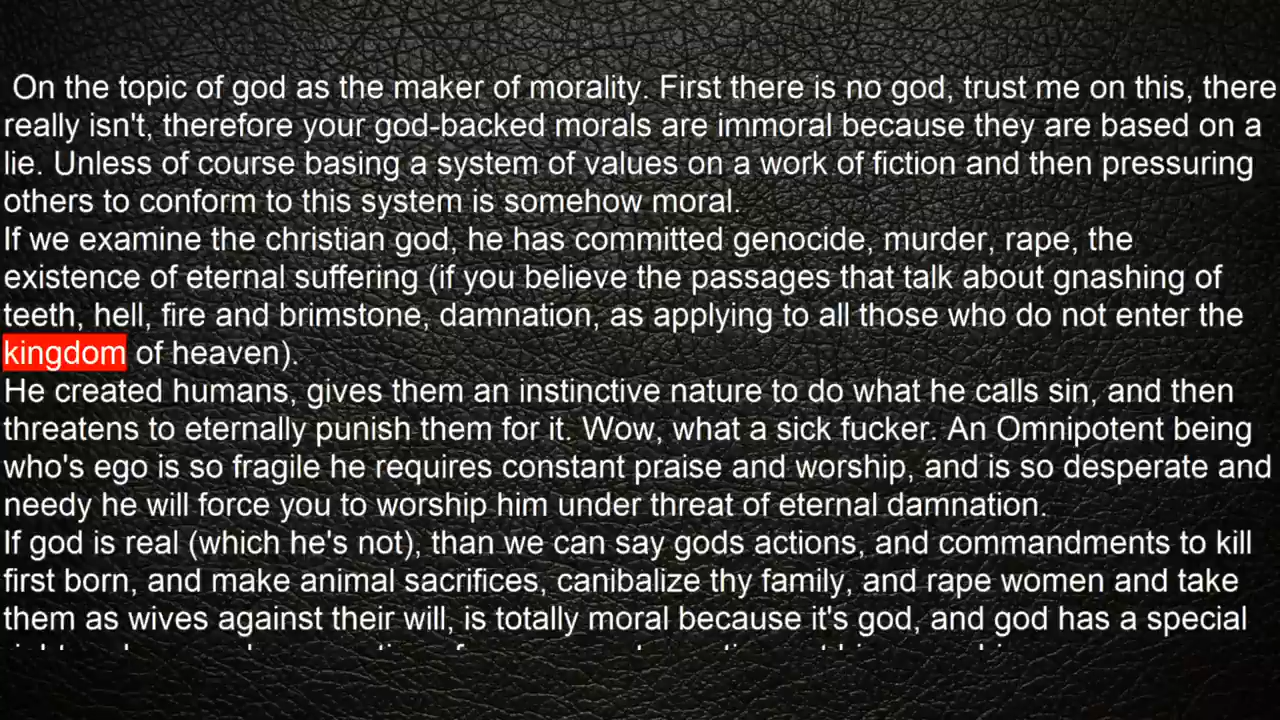 On the topic of god as the maker of morality. First there is no god, trust me on this, there
really isn't, therefore your god-backed morals are immoral because they are based on a
lie. Unless of course basing a system of values on a work of fiction and then pressuring
others to conform to this system is somehow moral.
If we examine the christian god, he has committed genocide, murder, rape, the
existence of eternal suffering (if you believe the passages that talk about gnashing of
teeth, hell, fire and brimstone, damnation, as applying to all those who do not enter the
kingdom of heaven).
He created humans, gives them an instinctive nature to do what he calls sin, and then
threatens to eternally punish them for it. Wow, what a sick fucker. An Omnipotent being
who's ego is so fragile he requires constant praise and worship, and is so desperate and
needy he will force you to worship him under threat of eternal damnation.
If god is real (which he's not), than we can say gods actions, and commandments to kill
first born, and make animal sacrifices, canibalize thy family, and rape women and take
them as wives against their will, is totally moral because it's god, and god has a special